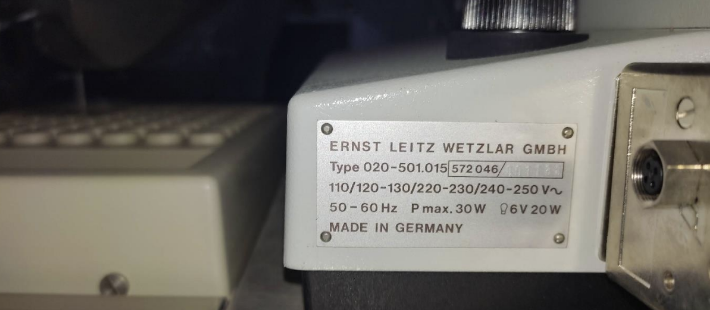 ERNST LEITZ WETZLAR GMBH
Type 020-501.015 572046/
110/120-130/220-230/240-250 V~
50-60 Hz P max. 30W 6V 20W
MADE IN GERMANY